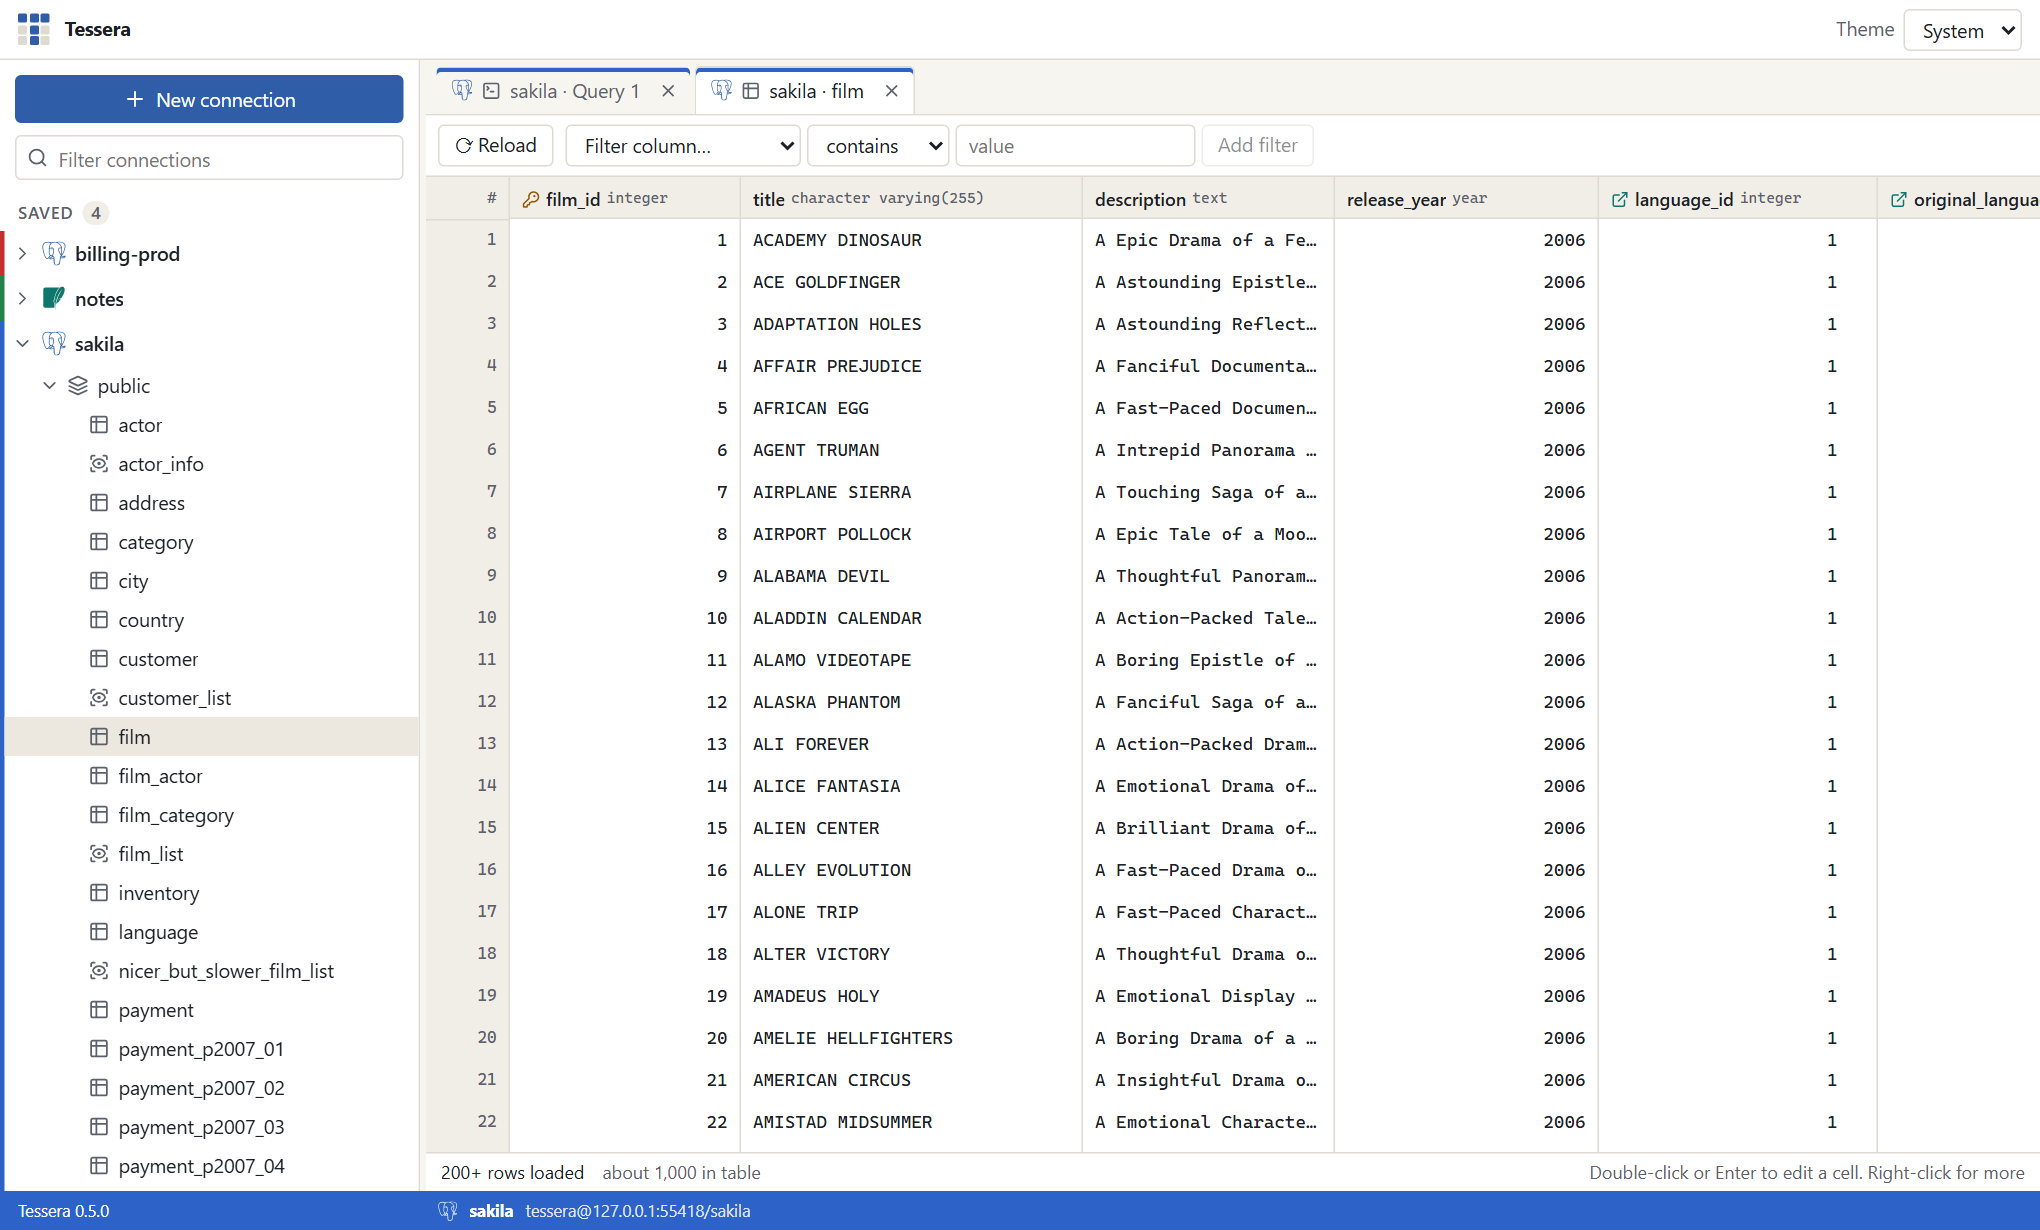 Tessera
Theme System
New connection
Filter connections
SAVED 4
billing-prod
notes
sakila
public
actor
actor_info
address
category
city
country
customer
customer_list
film
film_actor
film_category
film_list
inventory
language
nicer_but_slower_film_list
payment
payment_p2007_01
payment_p2007_02
payment_p2007_03
payment_p2007_04
sakila · Query 1
sakila · film
Reload Filter column... contains value Add filter
# film_id integer title character varying(255) description text release_year year language_id integer original_langua
1 1 ACADEMY DINOSAUR A Epic Drama of a Fe… 2006 1
2 2 ACE GOLDFINGER A Astounding Epistle… 2006 1
3 3 ADAPTATION HOLES A Astounding Reflect… 2006 1
4 4 AFFAIR PREJUDICE A Fanciful Documenta… 2006 1
5 5 AFRICAN EGG A Fast-Paced Documen… 2006 1
6 6 AGENT TRUMAN A Intrepid Panorama … 2006 1
7 7 AIRPLANE SIERRA A Touching Saga of a… 2006 1
8 8 AIRPORT POLLOCK A Epic Tale of a Moo… 2006 1
9 9 ALABAMA DEVIL A Thoughtful Panoram… 2006 1
10 10 ALADDIN CALENDAR A Action-Packed Tale… 2006 1
11 11 ALAMO VIDEOTAPE A Boring Epistle of … 2006 1
12 12 ALASKA PHANTOM A Fanciful Saga of a… 2006 1
13 13 ALI FOREVER A Action-Packed Dram… 2006 1
14 14 ALICE FANTASIA A Emotional Drama of… 2006 1
15 15 ALIEN CENTER A Brilliant Drama of… 2006 1
16 16 ALLEY EVOLUTION A Fast-Paced Drama o… 2006 1
17 17 ALONE TRIP A Fast-Paced Charact… 2006 1
18 18 ALTER VICTORY A Thoughtful Drama o… 2006 1
19 19 AMADEUS HOLY A Emotional Display … 2006 1
20 20 AMELIE HELLFIGHTERS A Boring Drama of a … 2006 1
21 21 AMERICAN CIRCUS A Insightful Drama o… 2006 1
22 22 AMISTAD MIDSUMMER A Emotional Characte… 2006 1
200+ rows loaded about 1,000 in table Double-click or Enter to edit a cell. Right-click for more
Tessera 0.5.0 sakila tessera@127.0.0.1:55418/sakila